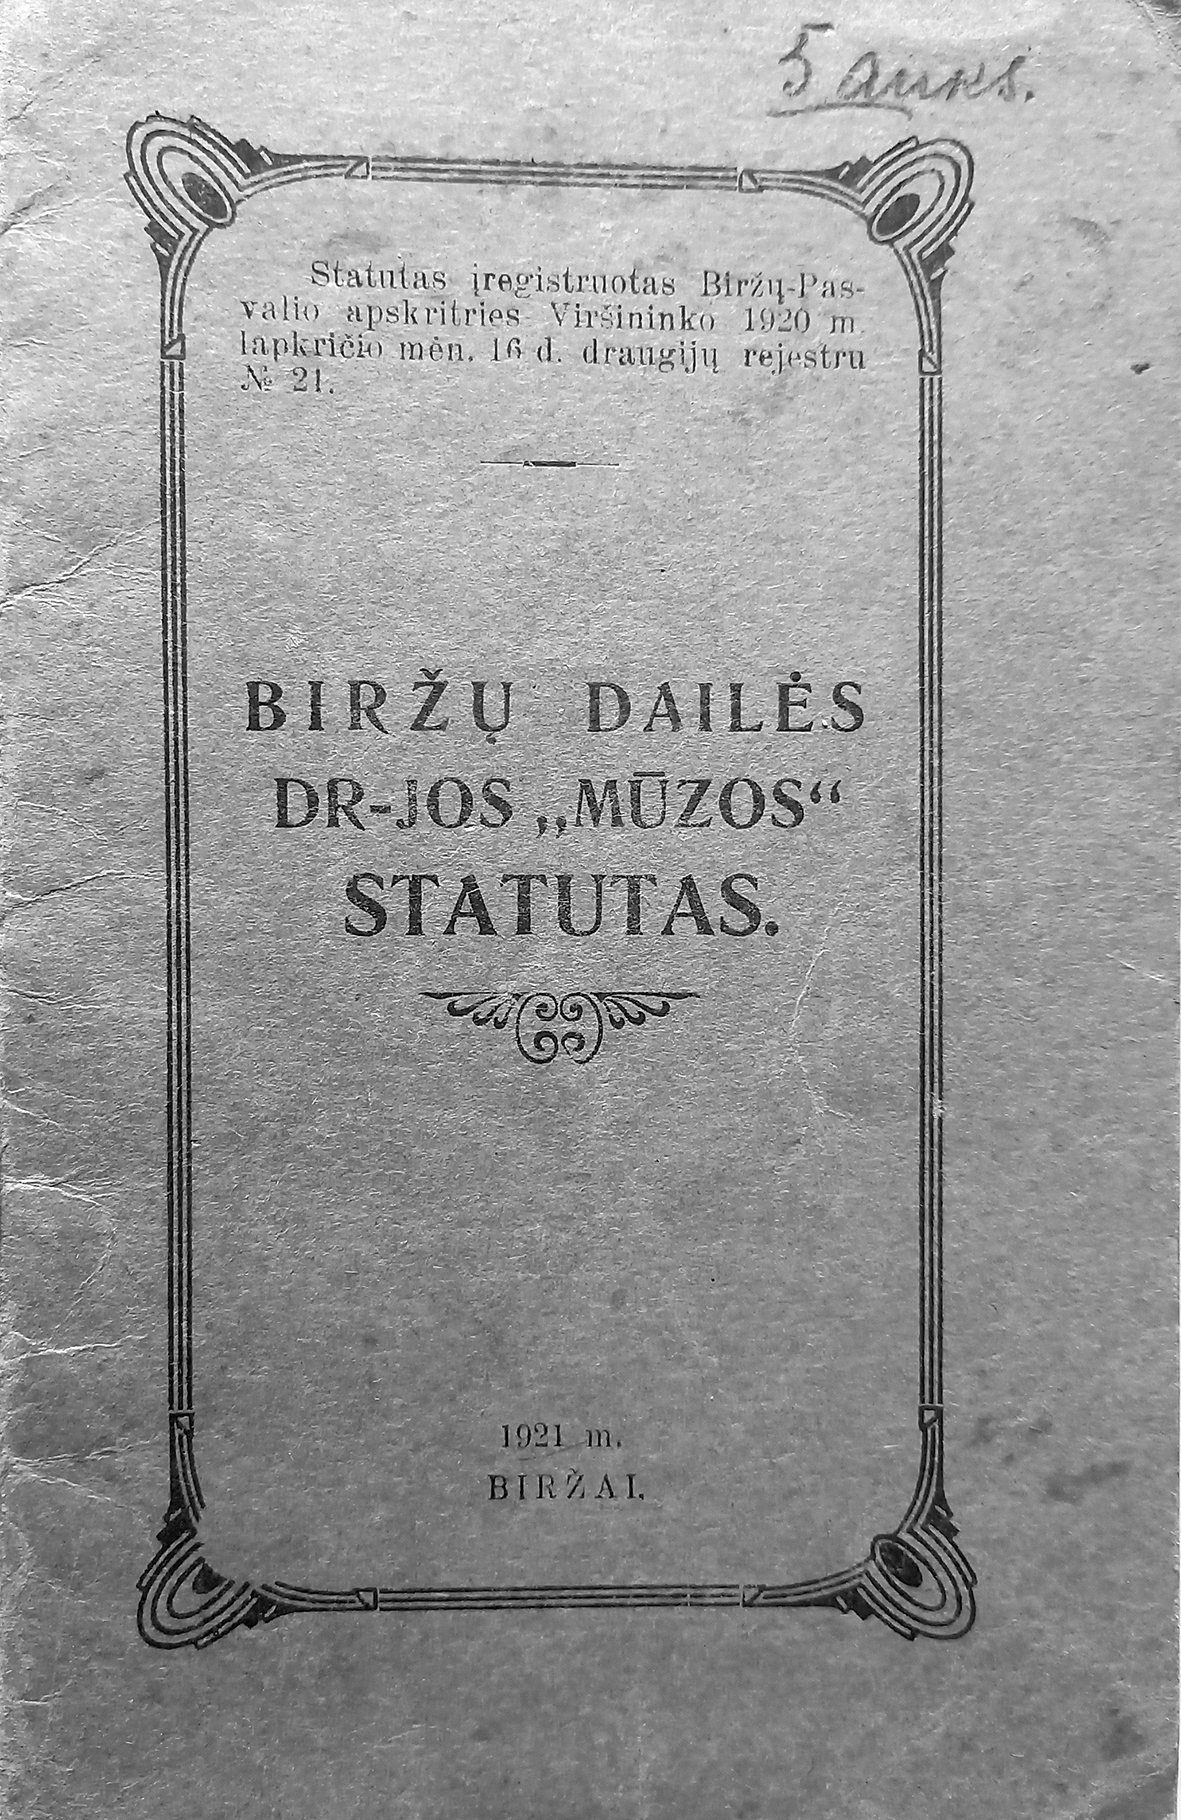 5 auks.
Statutas įregistruotas Biržų-Pas-
valio apskritries Viršininko 1920 m.
lapkričio mėn. 16 d. draugijų rejestru
№ 21.
BIRŽŲ DAILĖS
DR-JOS „MŪZOS“
STATUTAS.
1921 m.
BIRŽAI.